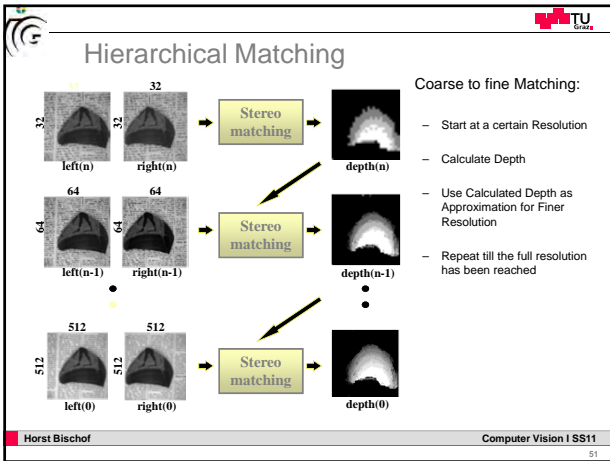 TU
Graz
Hierarchical Matching
32
32
32
32
left(n)
right(n)
Stereo
matching
depth(n)
64
64
64
64
left(n-1)
right(n-1)
Stereo
matching
depth(n-1)
512
512
512
512
left(0)
right(0)
Stereo
matching
depth(0)
Coarse to fine Matching:
– Start at a certain Resolution
– Calculate Depth
– Use Calculated Depth as
Approximation for Finer
Resolution
– Repeat till the full resolution
has been reached
Horst Bischof
Computer Vision I SS11
51